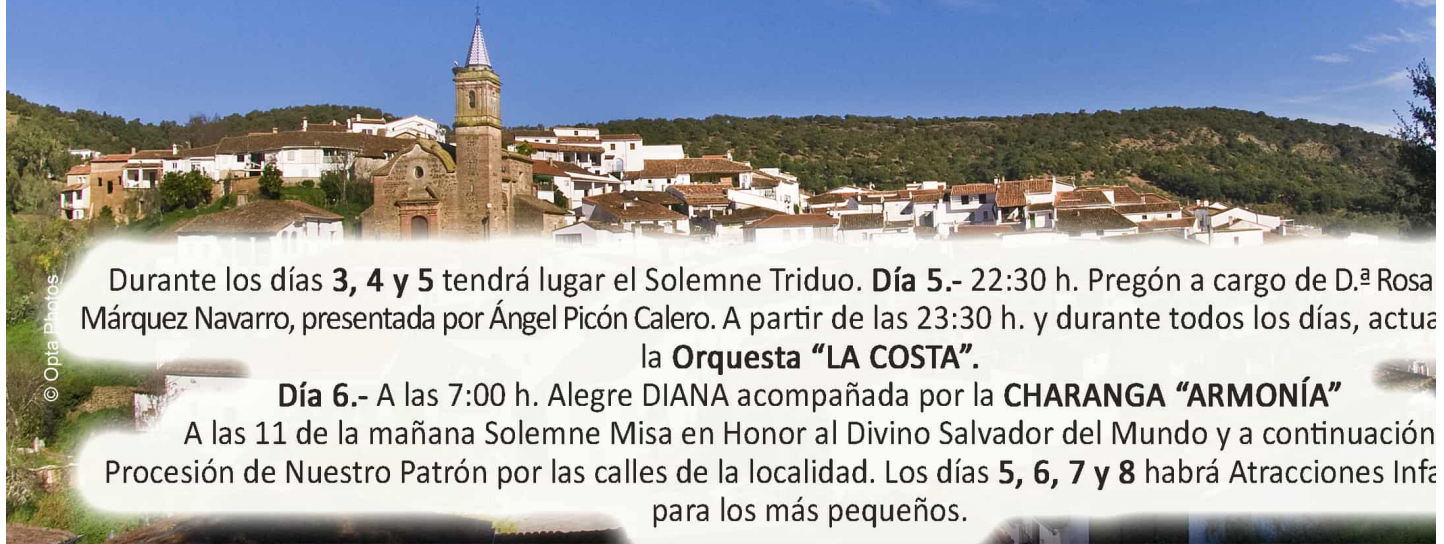 Durante los días 3, 4 y 5 tendrá lugar el Solemne Triduo. Día 5.- 22:30 h. Pregón a cargo de D.ª Rosa
Márquez Navarro, presentada por Ángel Picón Calero. A partir de las 23:30 h. y durante todos los días, actua
la Orquesta “LA COSTA”.
Día 6.- A las 7:00 h. Alegre DIANA acompañada por la CHARANGA “ARMONÍA”
A las 11 de la mañana Solemne Misa en Honor al Divino Salvador del Mundo y a continuación
Procesión de Nuestro Patrón por las calles de la localidad. Los días 5, 6, 7 y 8 habrá Atracciones Infa
para los más pequeños.
© Opta Photos